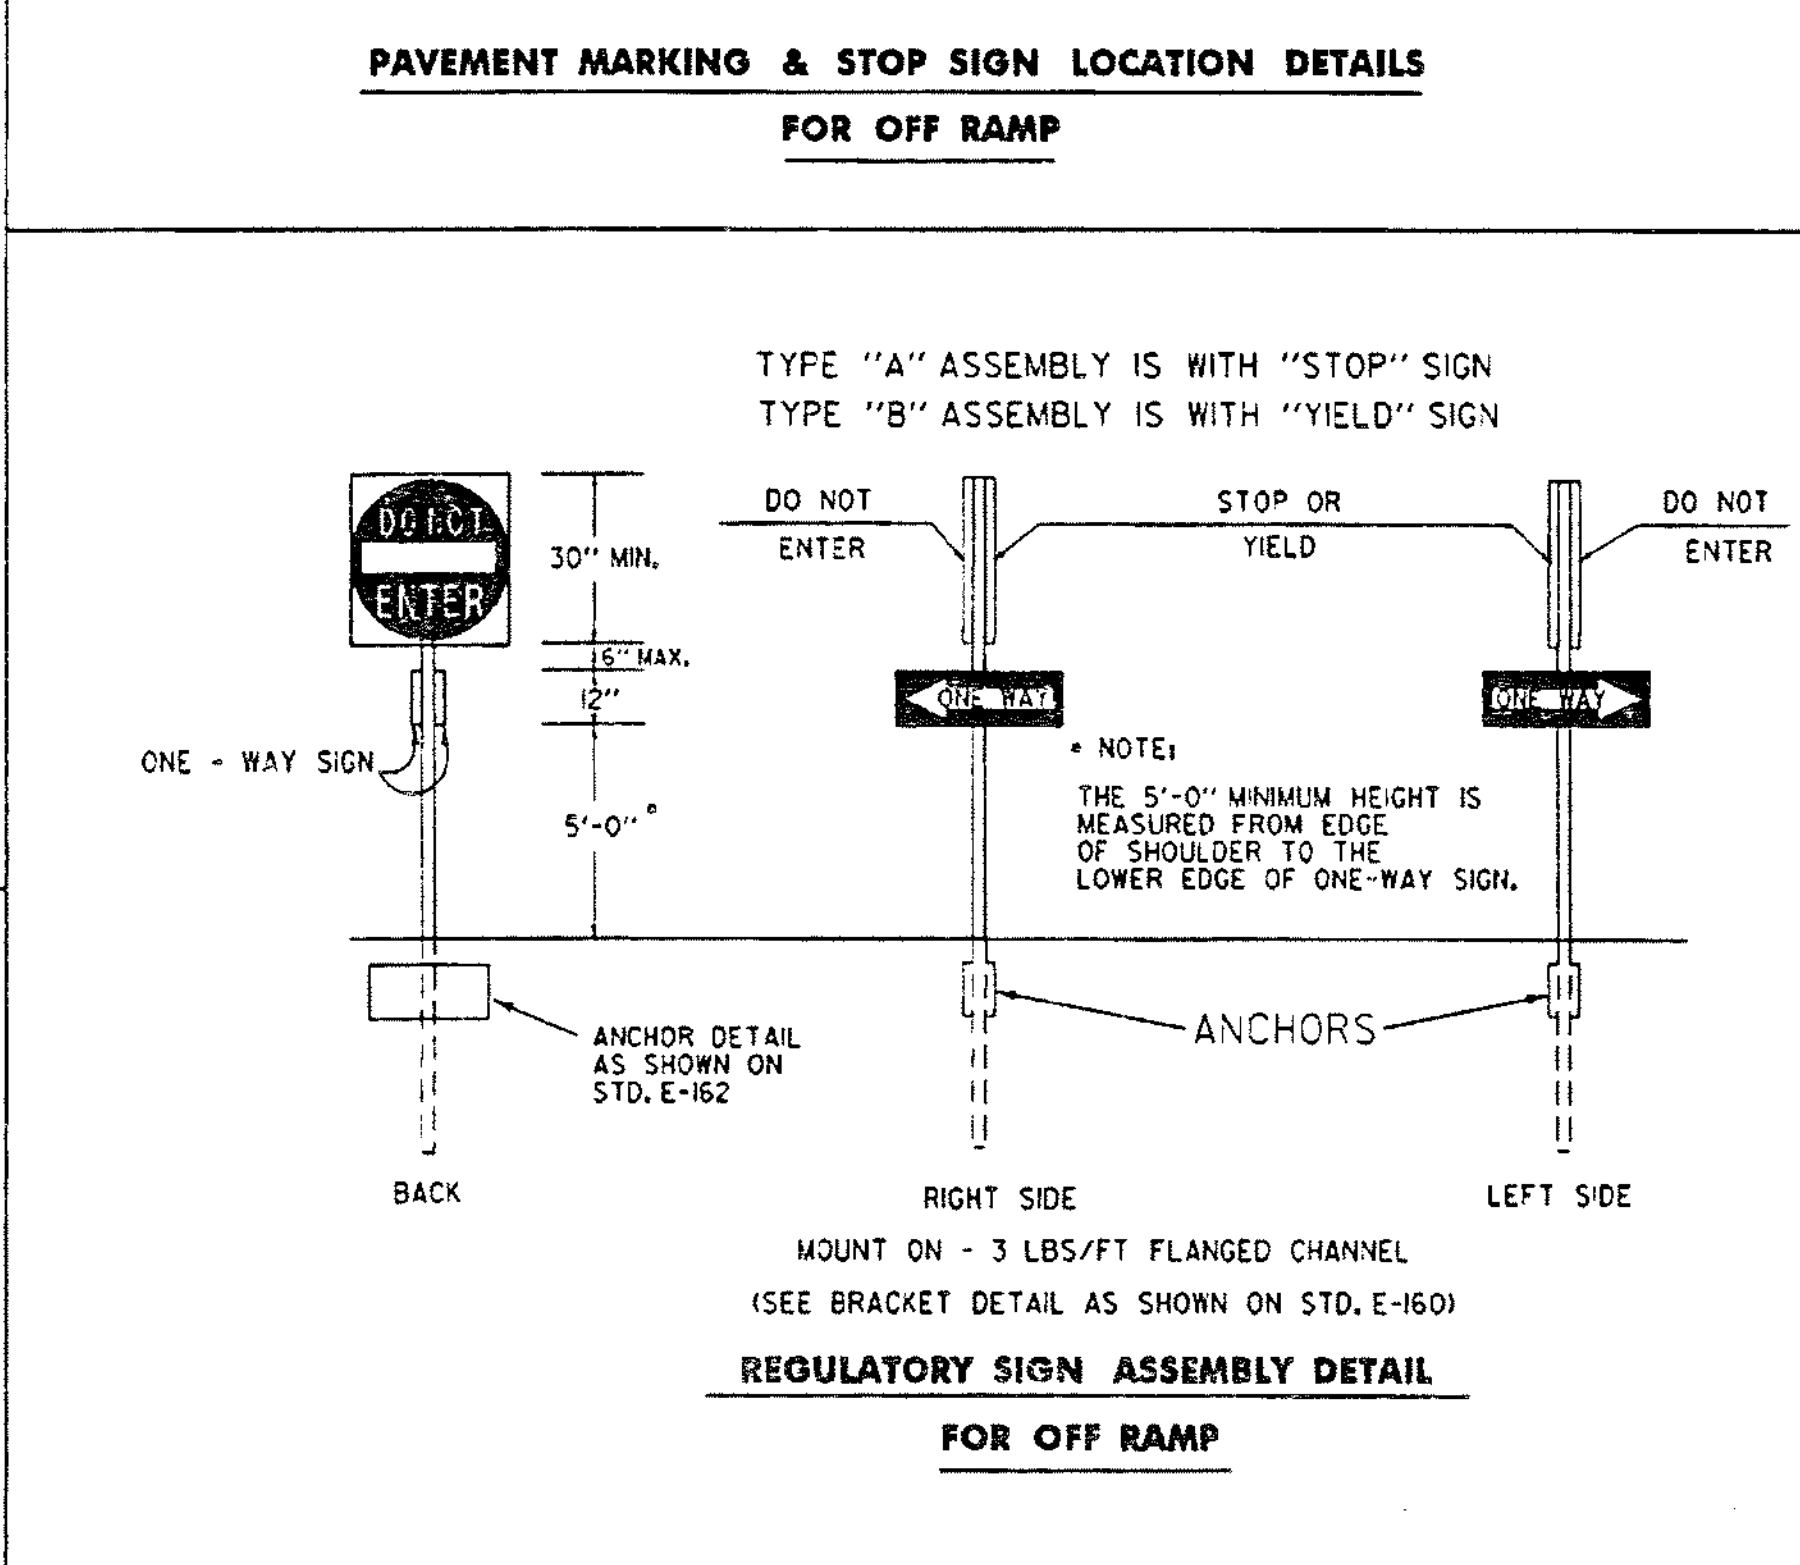 PAVEMENT MARKING & STOP SIGN LOCATION DETAILS
FOR OFF RAMP
TYPE "A" ASSEMBLY IS WITH "STOP" SIGN
TYPE "B" ASSEMBLY IS WITH "YIELD" SIGN
DO NOT
ENTER
30" MIN.
6" MAX.
12"
5'-0" *
ONE - WAY SIGN
DO NOT
ENTER
STOP OR
YIELD
DO NOT
ENTER
ONE WAY
ONE WAY
* NOTE:
THE 5'-0" MINIMUM HEIGHT IS
MEASURED FROM EDGE
OF SHOULDER TO THE
LOWER EDGE OF ONE-WAY SIGN.
ANCHOR DETAIL
AS SHOWN ON
STD. E-162
ANCHORS
BACK
RIGHT SIDE
LEFT SIDE
MOUNT ON - 3 LBS/FT FLANGED CHANNEL
(SEE BRACKET DETAIL AS SHOWN ON STD. E-160)
REGULATORY SIGN ASSEMBLY DETAIL
FOR OFF RAMP